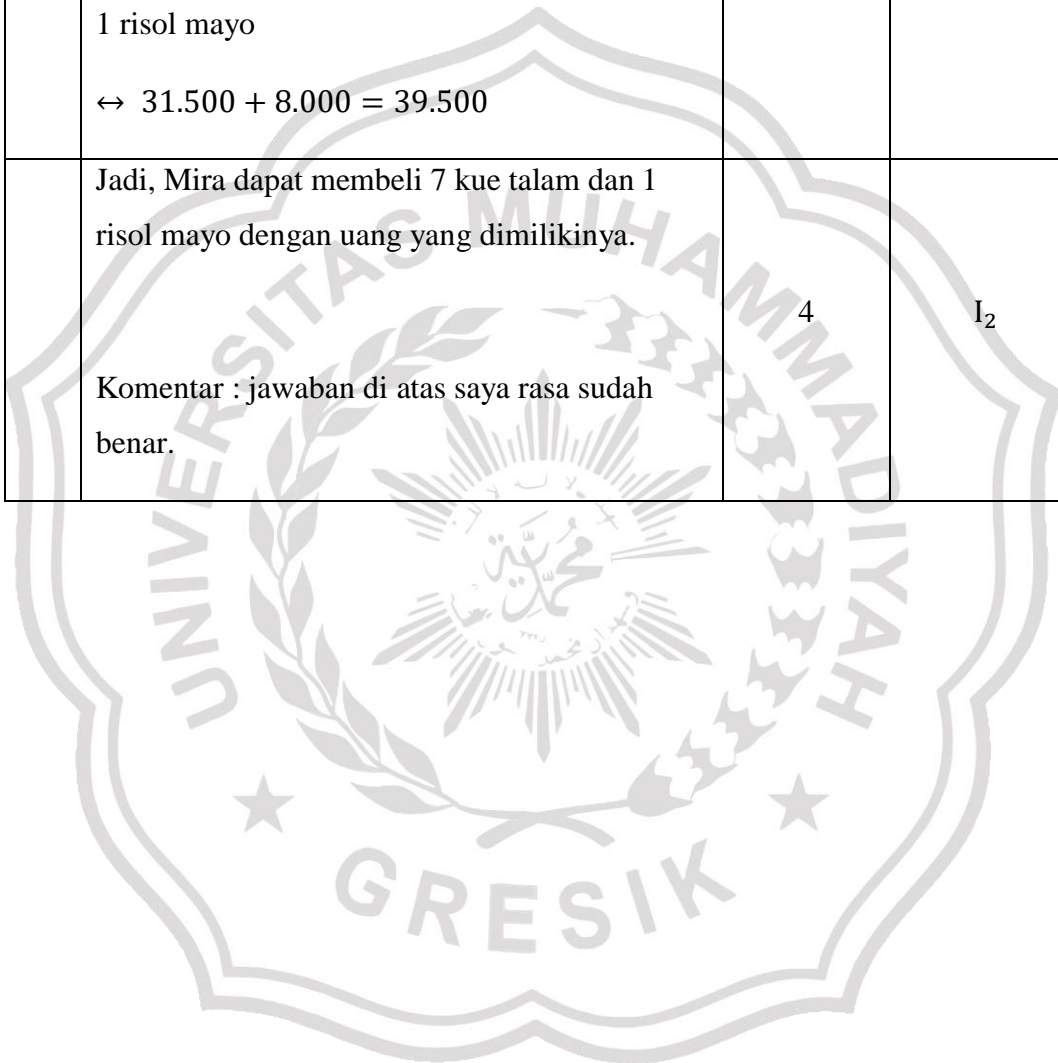 1 risol mayo
↔ 31.500 + 8.000 = 39.500
Jadi, Mira dapat membeli 7 kue talam dan 1
risol mayo dengan uang yang dimilikinya.
4
I₂
Komentar : jawaban di atas saya rasa sudah
benar.
UNIVERSITAS MUHAMMADIYAH
GRESIK